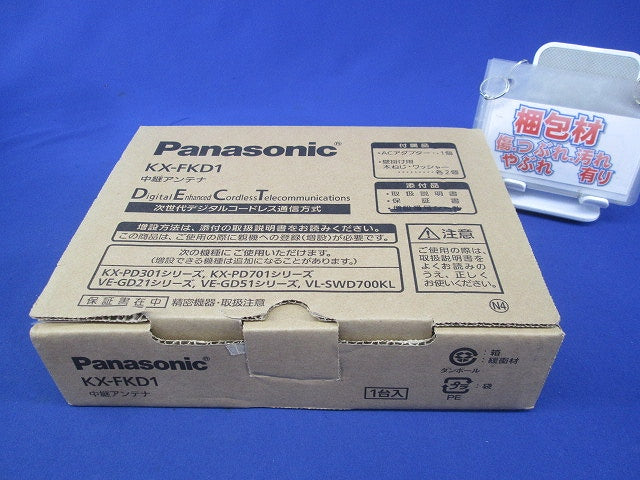 Panasonic®
KX-FKD1
中継アンテナ
Digital Enhanced Cordless Telecommunications
次世代デジタルコードレス通信方式
付属品
・ACアダプター…1個
・壁掛け用
木ねじ・ワッシャー
………各2個
添付品
・取扱説明書
・保証書
増設方法は、添付の取扱説明書をお読みください。
この商品は、ご使用の際に親機への登録(増設)が必要です。
次の機種にご使用いただけます。
(増設できる機種は追加になることがあります。)
KX-PD301シリーズ, KX-PD701シリーズ
VE-GD21シリーズ, VE-GD51シリーズ, VL-SWD700KL
注意
ご使用の際は
取扱説明書を
よくお読みの
うえ、正しく
お使いください。
保証書在中
精密機器・取扱注意
N4
Panasonic®
KX-FKD1
中継アンテナ
1台入
:箱
:緩衝材
ダンボール
プラ
:袋
PE
梱包材
傷つぶれ汚れ
やぶれ 有り